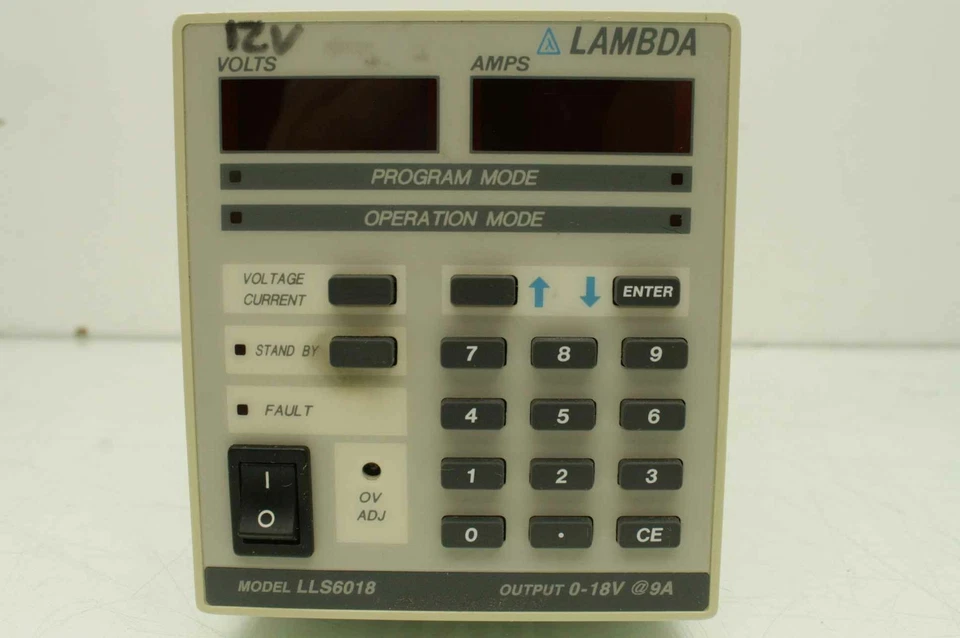 12V
LAMBDA
VOLTS AMPS
PROGRAM MODE
OPERATION MODE
VOLTAGE
CURRENT
↑ ↓ ENTER
STAND BY
7 8 9
FAULT
4 5 6
I
O
OV
ADJ
1 2 3
0 . CE
MODEL LLS6018 OUTPUT 0-18V @9A